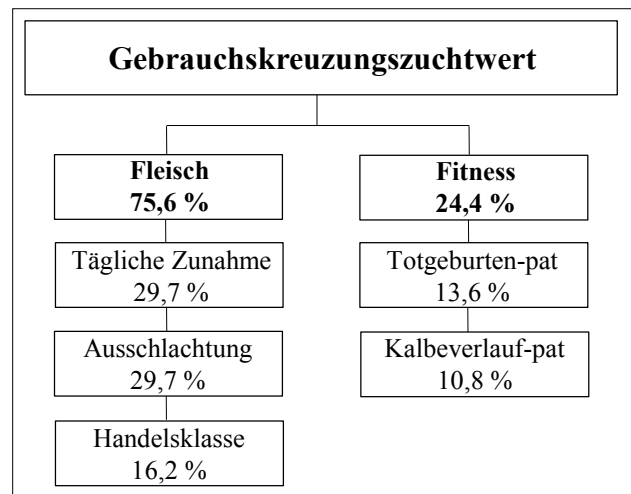 Gebrauchskreuzungszuchtwert
Fleisch
75,6 %
Fitness
24,4 %
Tägliche Zunahme
29,7 %
Totgeburten-pat
13,6 %
Ausschlachtung
29,7 %
Kalbeverlauf-pat
10,8 %
Handelsklasse
16,2 %